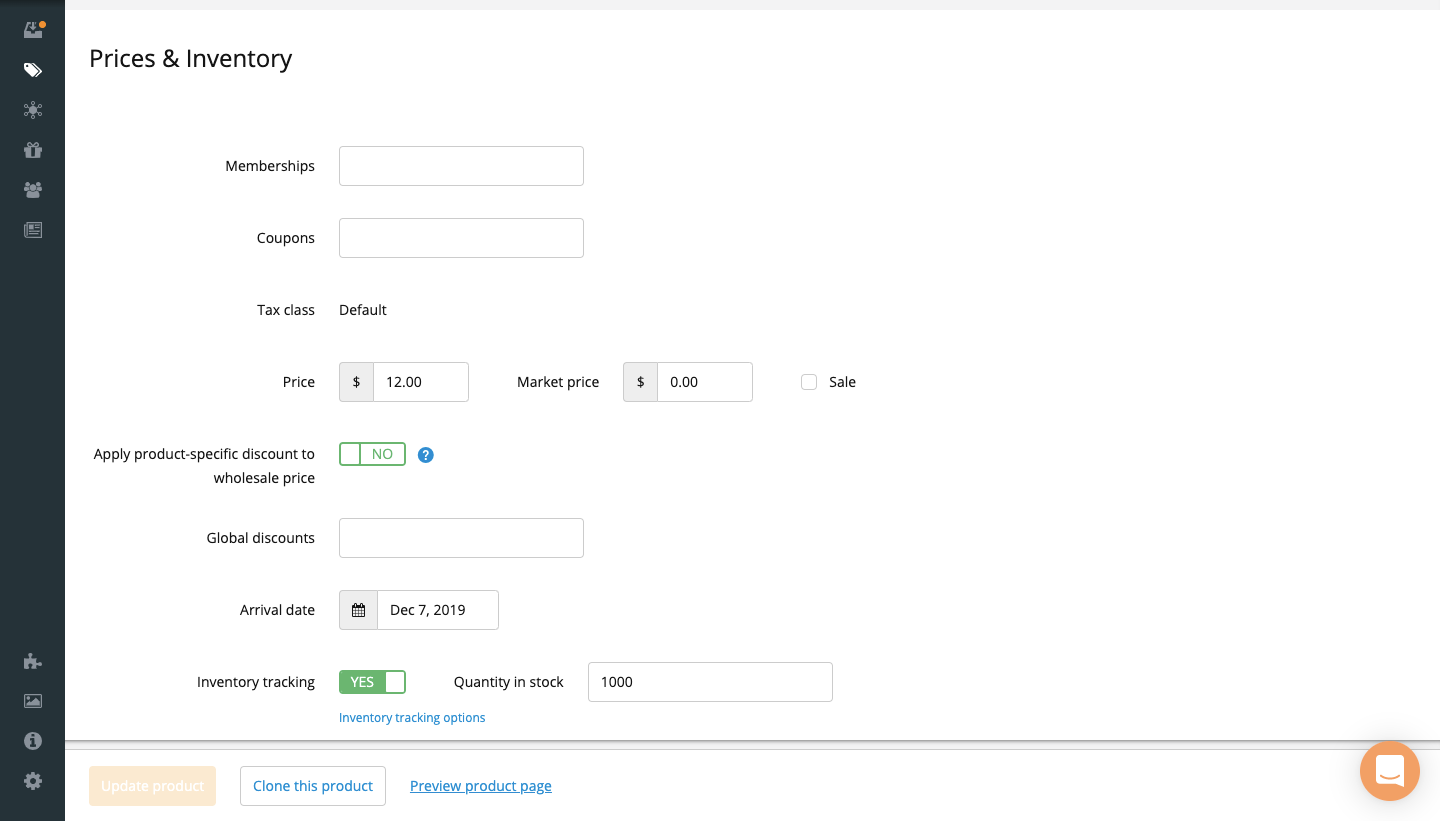 Prices & Inventory
Memberships
Coupons
Tax class Default
Price $ 12.00 Market price $ 0.00 Sale
Apply product-specific discount to NO ?
wholesale price
Global discounts
Arrival date Dec 7, 2019
Inventory tracking YES Quantity in stock 1000
Inventory tracking options
Update product Clone this product Preview product page